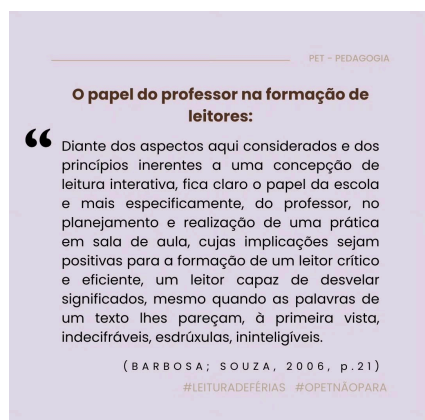 PET - PEDAGOGIA
O papel do professor na formação de
leitores:
“
Diante dos aspectos aqui considerados e dos
princípios inerentes a uma concepção de
leitura interativa, fica claro o papel da escola
e mais especificamente, do professor, no
planejamento e realização de uma prática
em sala de aula, cujas implicações sejam
positivas para a formação de um leitor crítico
e eficiente, um leitor capaz de desvelar
significados, mesmo quando as palavras de
um texto lhes pareçam, à primeira vista,
indecifráveis, esdrúxulas, ininteligíveis.
(BARBOSA; SOUZA, 2006, p.21)
#LEITURADEFÉRIAS #OPETNÃOPARA